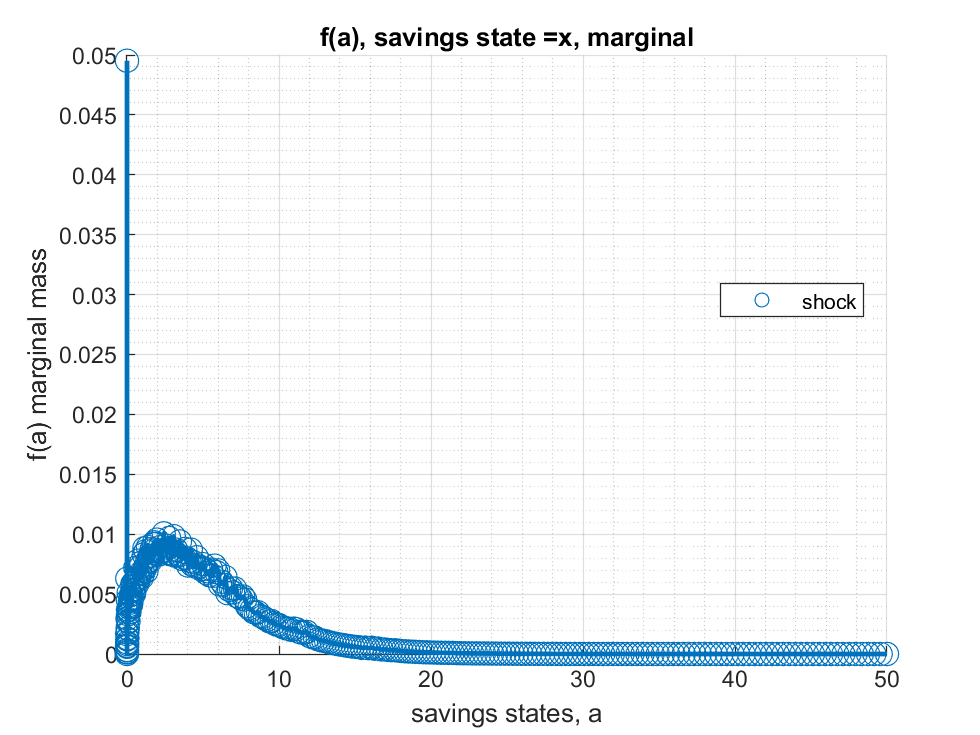 f(a), savings state =x, marginal
0.05
0.045
0.04
0.035
0.03
0.025
0.02
0.015
0.01
0.005
0
f(a) marginal mass
shock
0 10 20 30 40 50
savings states, a